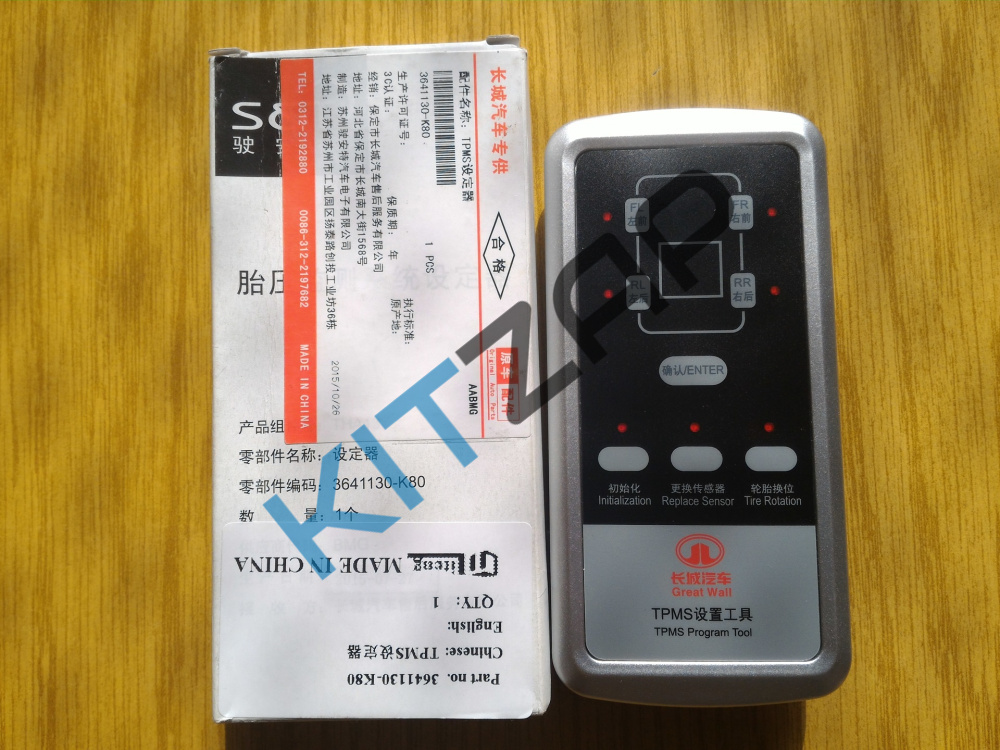 S
驶
胎压
统设定
产品组
零部件名称：设定器
零部件编码：3641130-K80
数 量：1个
长城汽车专供
合格
原车配件
Original Auto Parts
配件名称：TPMS设定器
AABMG
3641130-K80
1 PCS
生产许可证号：
保质期： 年
执行标准：
3C认证：
原产地：
经销：保定市长城汽车售后服务有限公司
地址：河北省保定市长城南大街1568号
制造：苏州驶安特汽车电子有限公司
地址：江苏省苏州市工业园区扬泰路创投工业坊36栋
2015/10/26
TEL: 0312-2192880 0086-312-2197682 MADE IN CHINA
Part no. 3641130-K80
Chinese: TPMS设定器
English:
QTY: 1
MADE IN CHINA
KITZAP
FL
左前
FR
右前
RL
左后
RR
右后
确认/ENTER
初始化
Initialization
更换传感器
Replace Sensor
轮胎换位
Tire Rotation
长城汽车
Great Wall
TPMS设置工具
TPMS Program Tool